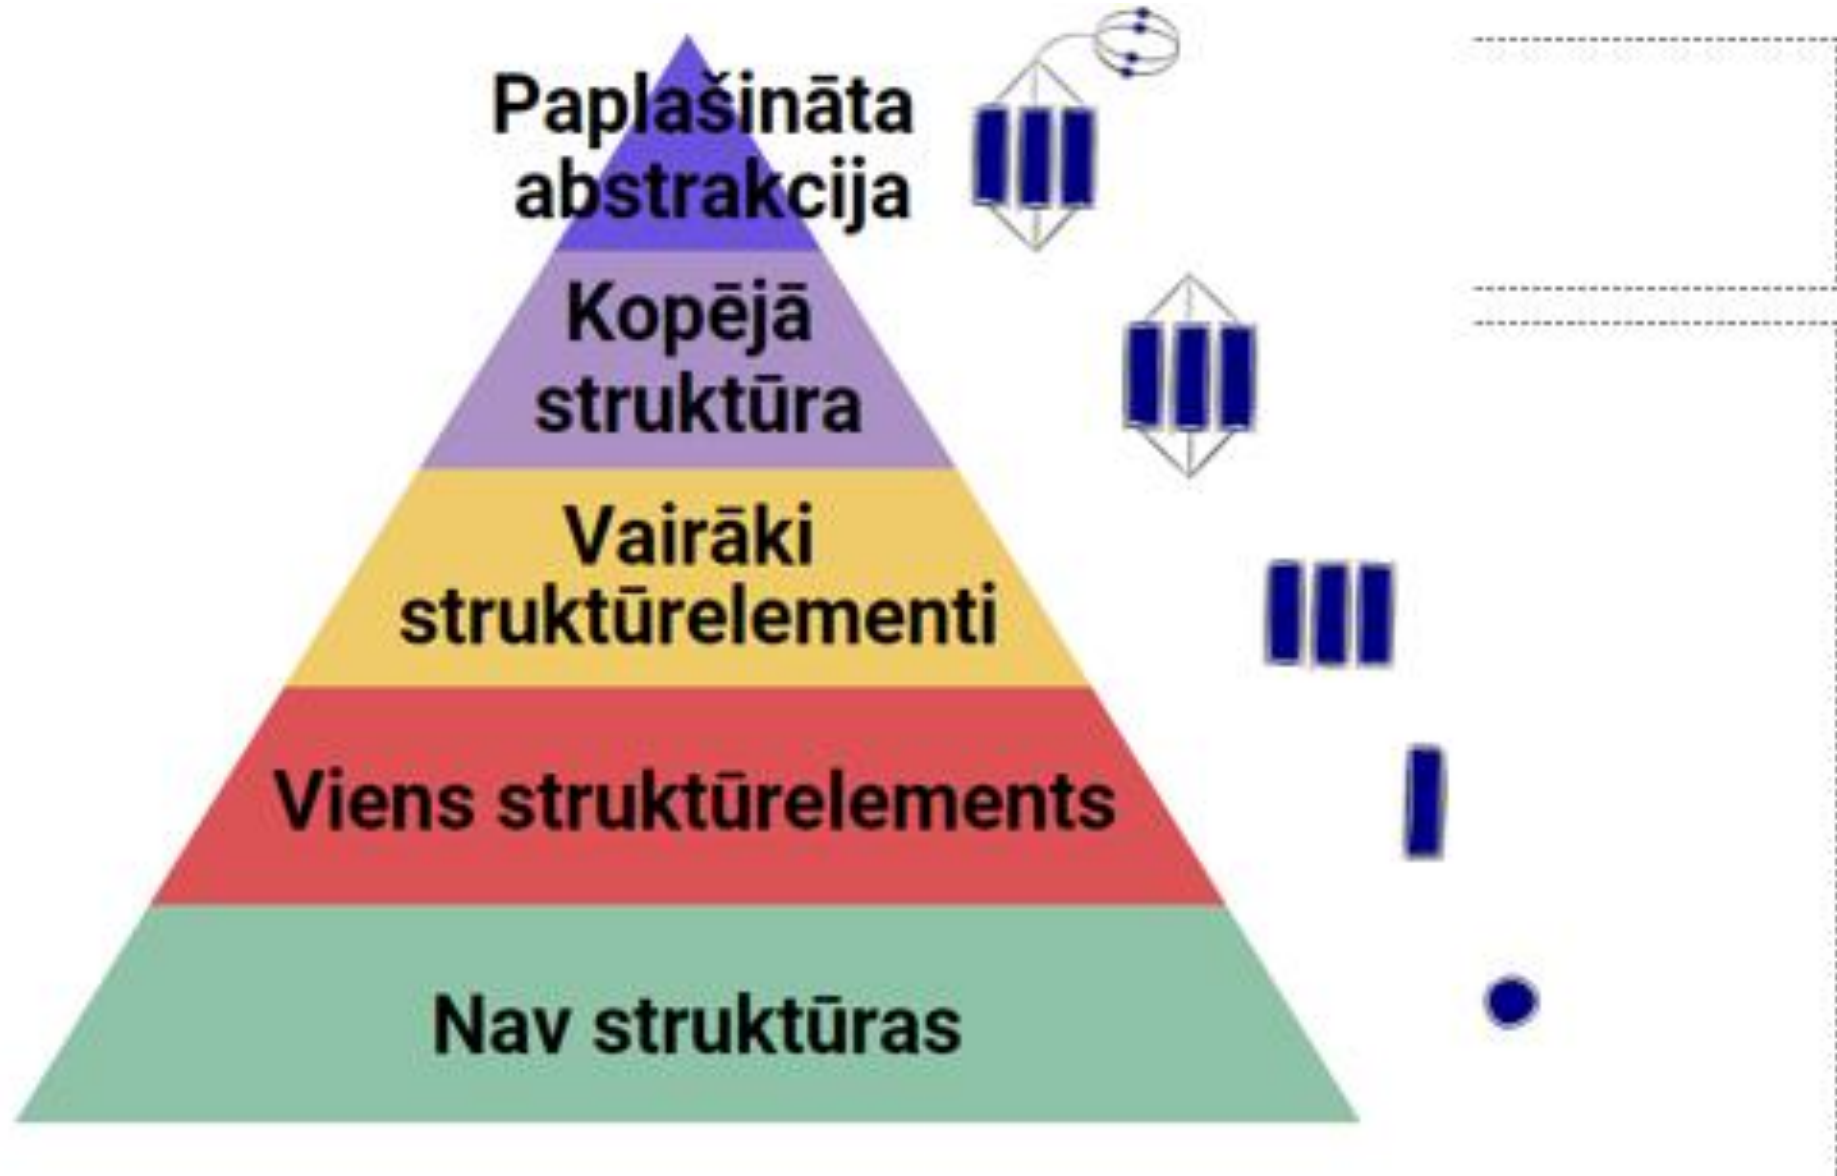 Paplašināta
abstrakcija
Kopējā
struktūra
Vairāki
struktūrelementi
Viens struktūrelements
Nav struktūras